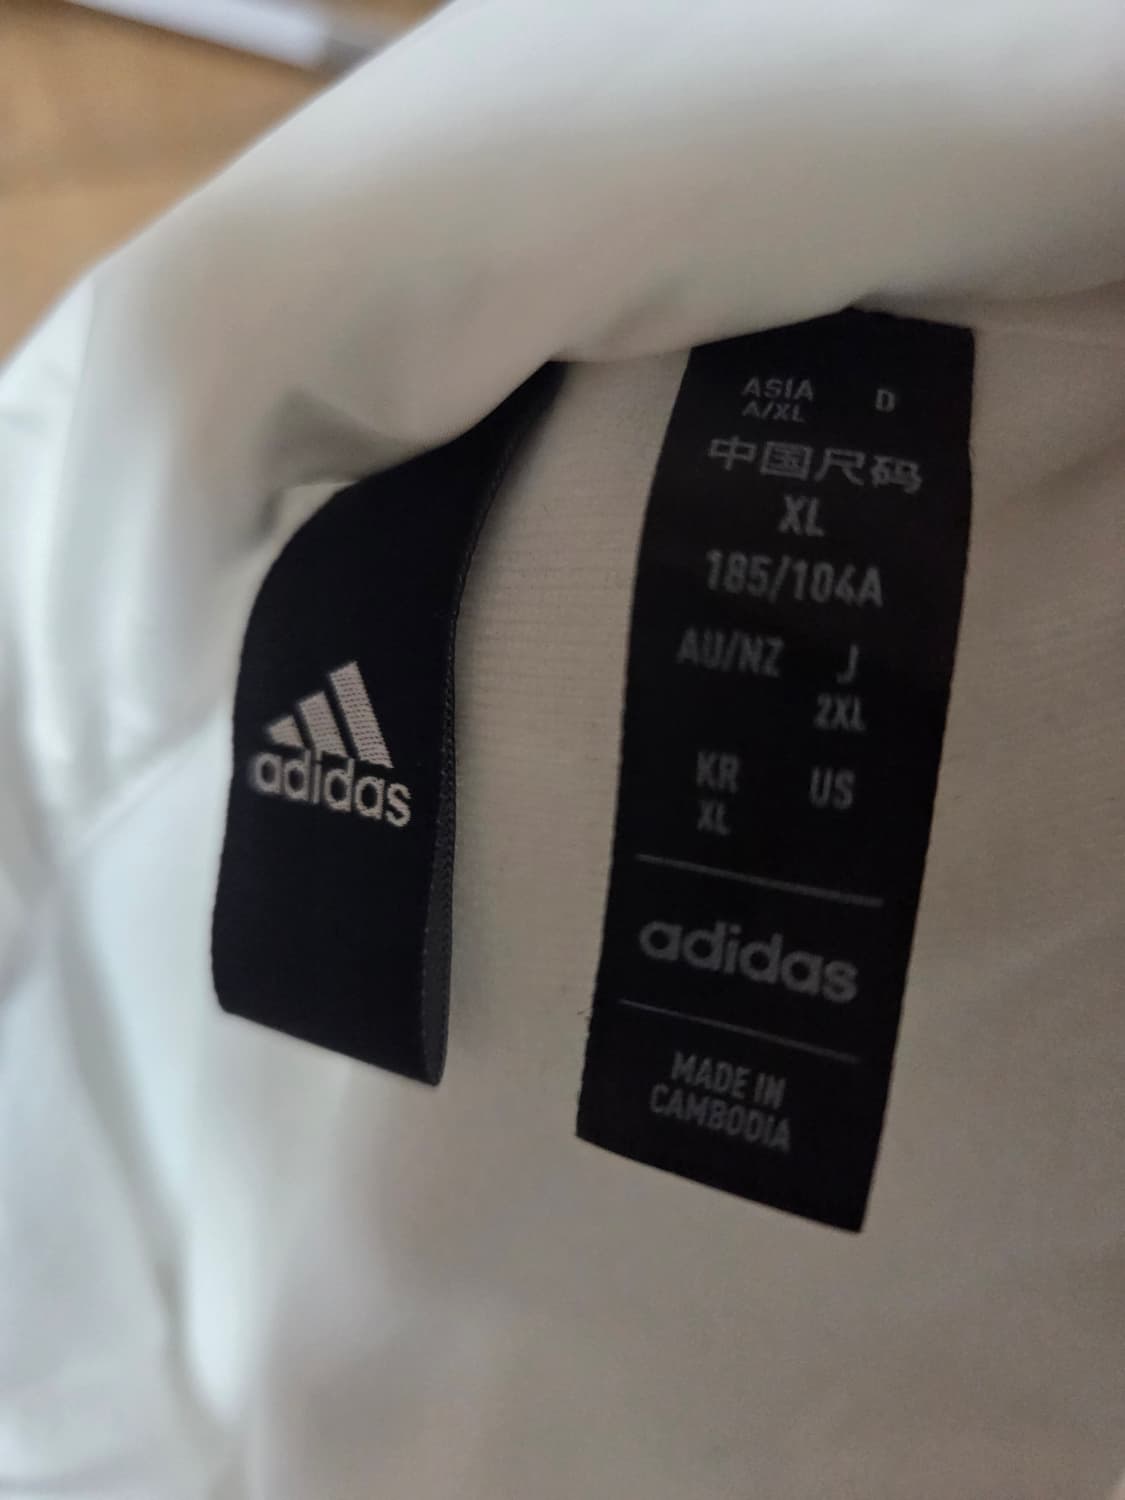 adidas
ASIA D
A/XL
中国尺码
XL
185/104A
AU/NZ J
2XL
KR US
XL
adidas
MADE IN
CAMBODIA